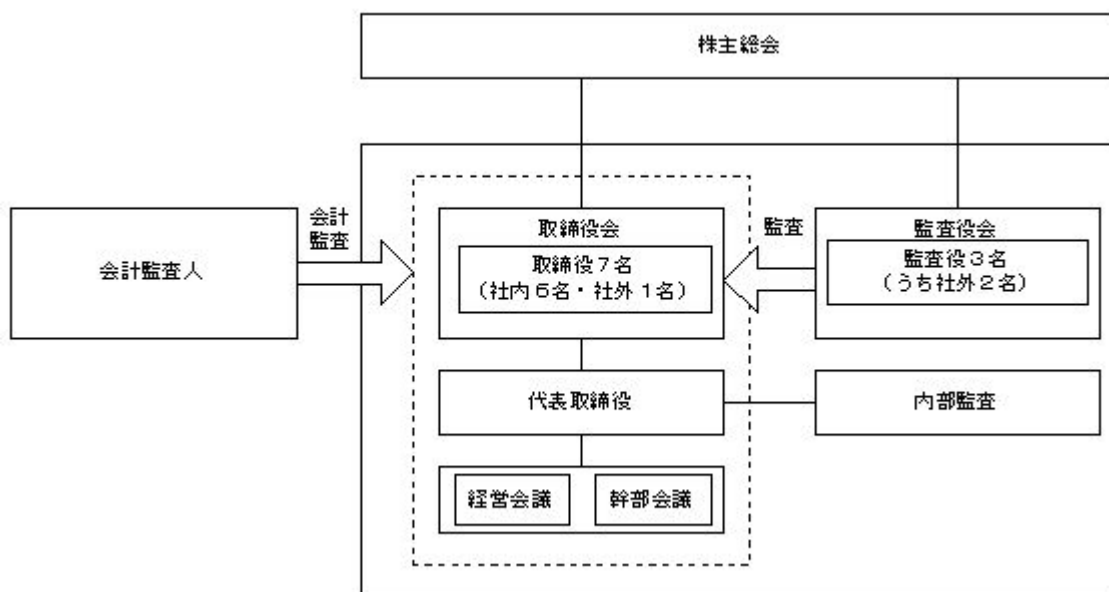 株主総会
会計
監査
会計監査人
取締役会
取締役７名
（社内６名・社外１名）
監査
監査役会
監査役３名
（うち社外２名）
代表取締役
内部監査
経営会議
幹部会議